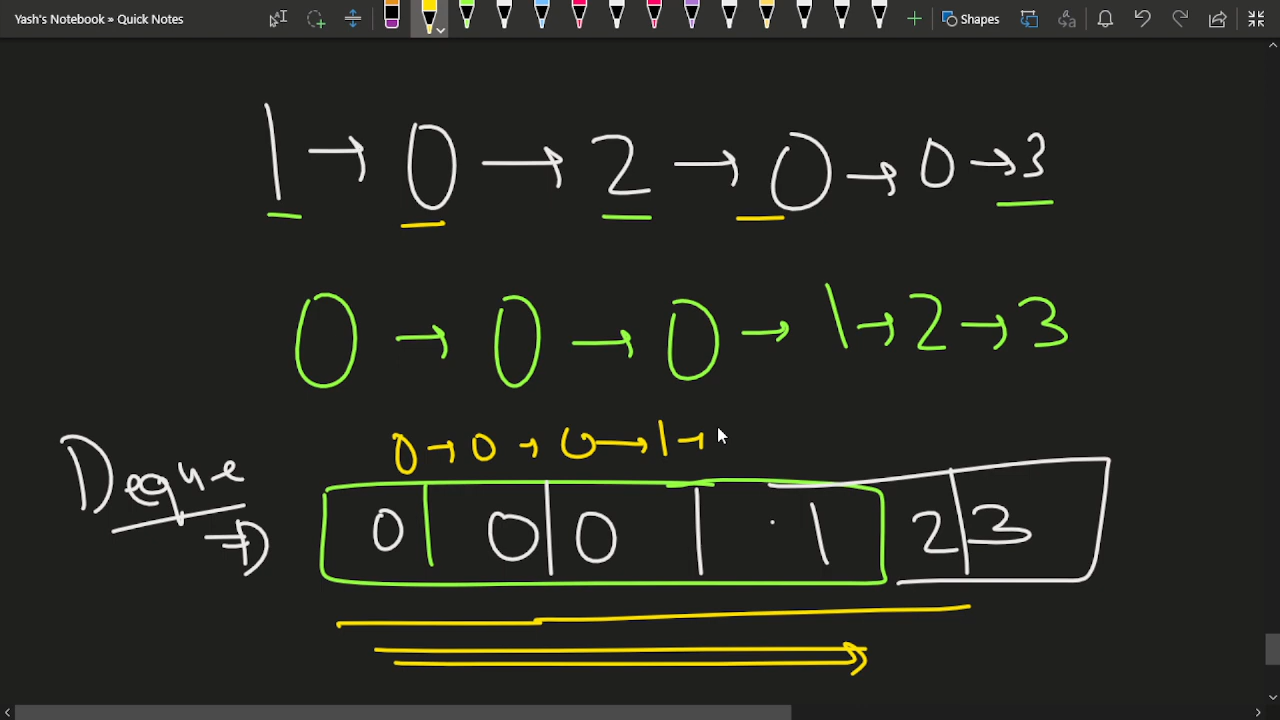 Yash's Notebook » Quick Notes
Shapes
1 → 0 → 2 → 0 → 0 → 3
0 → 0 → 0 → 1 → 2 → 3
0 → 0 → 0 → 1 →
Deque ⇒ 0 0 0 1 2 3